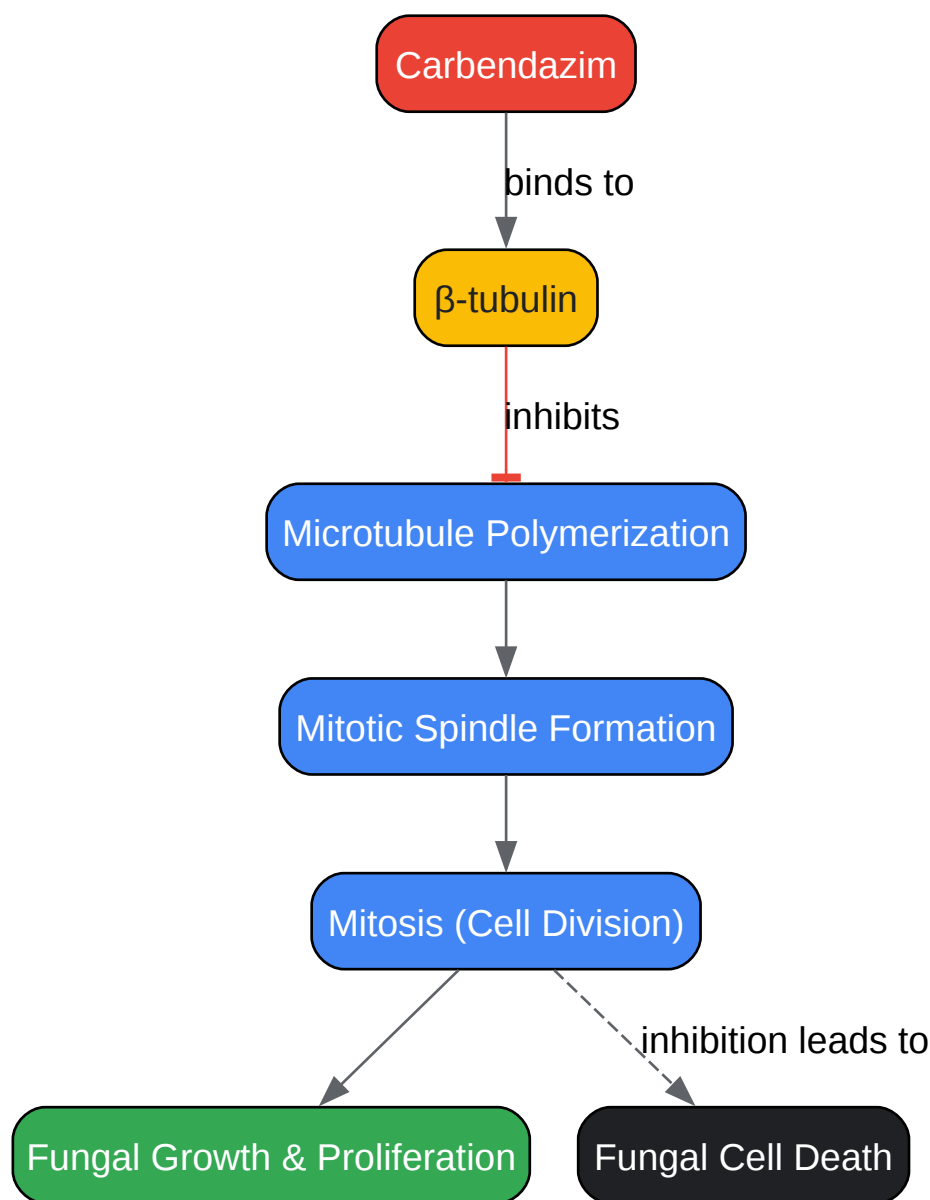 Carbendazim
binds to
β-tubulin
inhibits
Microtubule Polymerization
Mitotic Spindle Formation
Mitosis (Cell Division)
inhibition leads to
Fungal Growth & Proliferation
Fungal Cell Death